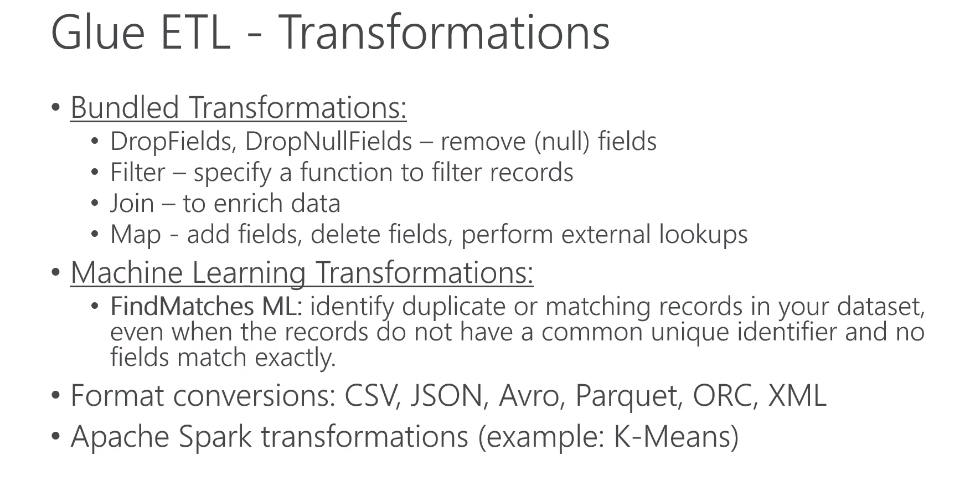 Glue ETL - Transformations
• Bundled Transformations:
• DropFields, DropNullFields – remove (null) fields
• Filter – specify a function to filter records
• Join – to enrich data
• Map - add fields, delete fields, perform external lookups
• Machine Learning Transformations:
• FindMatches ML: identify duplicate or matching records in your dataset,
even when the records do not have a common unique identifier and no
fields match exactly.
• Format conversions: CSV, JSON, Avro, Parquet, ORC, XML
• Apache Spark transformations (example: K-Means)